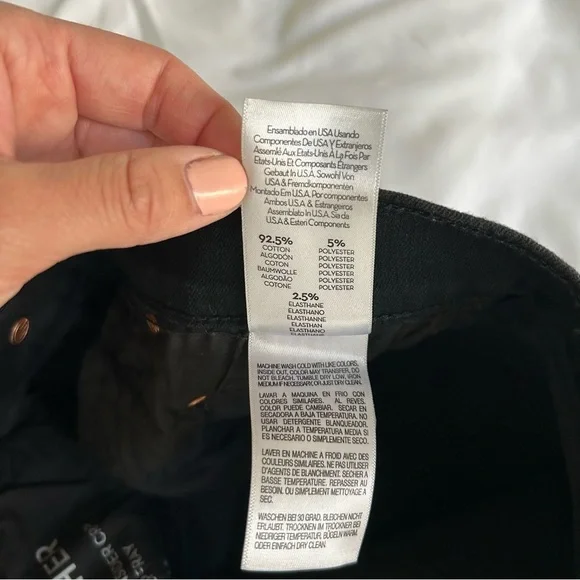 Ensamblado en USA Usando
Componentes De USA Y Extranjeros
Assemlé Aux Etats-Unis À La Fois Par
Etats-Unis Et Composants Étrangers
Gebaut In U.S.A. Sowohl Von
USA & Fremdkomponenten
Montado Em U.S.A. Por Componentes
Ambos U.S.A & Estrangeiros
Assemblato In U.S.A. Sia da
U.S.A & Esteri Components
92.5% 5%
COTTON POLYESTER
ALGODÓN POLYESTER
COTON POLYESTER
BAUMWOLLE POLYESTER
ALGODÃO POLYESTER
COTONE POLYESTER
2.5%
ELASTHANE
ELASTHANO
ELASTHANNE
ELASTHAN
ELASTHANO
MACHINE WASH COLD WITH LIKE COLORS,
INSIDE OUT, COLOR MAY TRANSFER, DO
NOT BLEACH. TUMBLE DRY LOW, IRON
MEDIUM IF NECESSARY, OR JUST DRY CLEAN.
LAVAR A MAQUINA EN FRIO CON
COLORES SIMILARES. AL REVES.
COLOR PUEDE CAMBIAR. SECAR EN
SECADORA A BAJA TEMPERATURA. NO
USAR DETERGENTE BLANQUEADOR.
PLANCHAR A TEMPERATURA MEDIA SI
ES NECESARIO O SIMPLEMENTE SECO.
LAVER EN MACHINE A FROID AVEC DES
COULEURS SIMILAIRES. NE PAS UTILISER
D'AGENTS DE BLANCHIMENT. SECHER A
BASSE TEMPERATURE. REPASSER AU
BESOIN. OU SIMPLEMENT METTOYAGE A
SEC.
WASCHEN BEI 30 GRAD. BLEICHEN NICHT
ERLAUBT. TROCKNEN IM TROCKNER BEI
NIEDRIGER TEMPERATUR, BÜGELN WARM
ODER EINFACH DRY CLEAN.
HER
FRAY